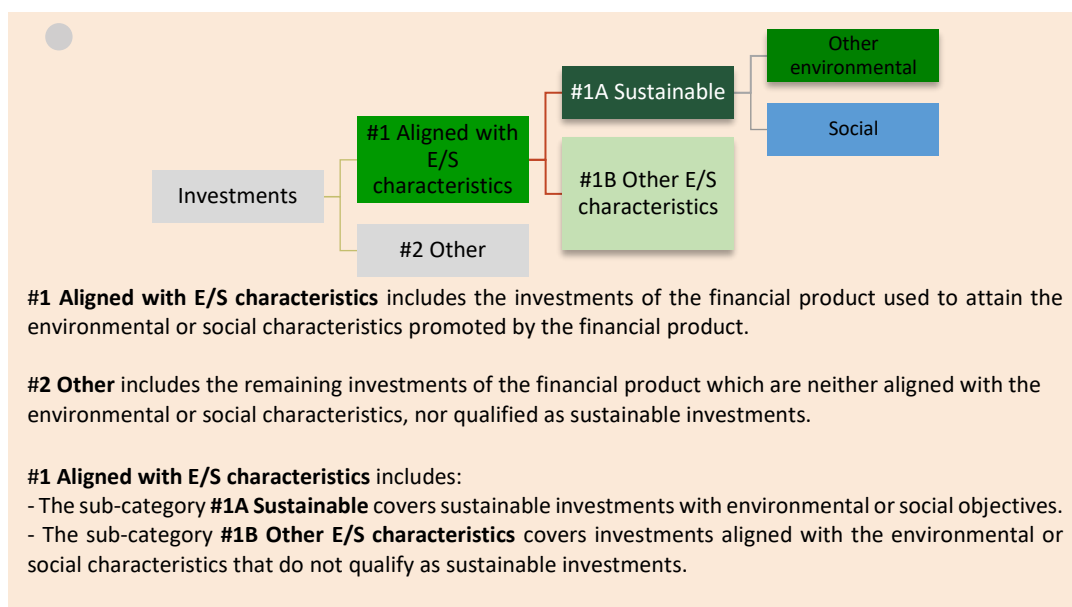 Other
environmental
#1A Sustainable
Social
#1 Aligned with
E/S
characteristics
#1B Other E/S
characteristics
Investments
#2 Other
#1 Aligned with E/S characteristics includes the investments of the financial product used to attain the
environmental or social characteristics promoted by the financial product.
#2 Other includes the remaining investments of the financial product which are neither aligned with the
environmental or social characteristics, nor qualified as sustainable investments.
#1 Aligned with E/S characteristics includes:
- The sub-category #1A Sustainable covers sustainable investments with environmental or social objectives.
- The sub-category #1B Other E/S characteristics covers investments aligned with the environmental or
social characteristics that do not qualify as sustainable investments.